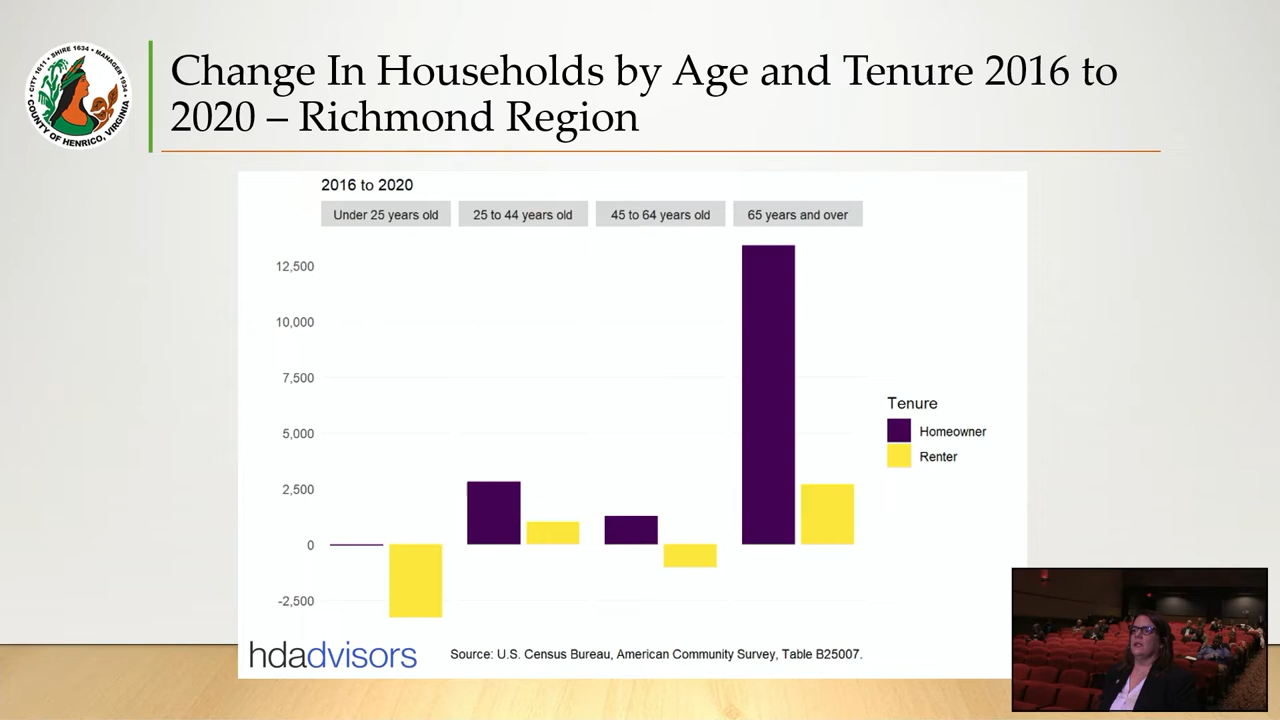 Change In Households by Age and Tenure 2016 to
2020 – Richmond Region
CITY 1611 • SHIRE 1634 • MANAGER 1934 •
COUNTY OF HENRICO, VIRGINIA
2016 to 2020
Under 25 years old
25 to 44 years old
45 to 64 years old
65 years and over
12,500
10,000
7,500
5,000
2,500
0
-2,500
Tenure
Homeowner
Renter
hdadvisors
Source: U.S. Census Bureau, American Community Survey, Table B25007.